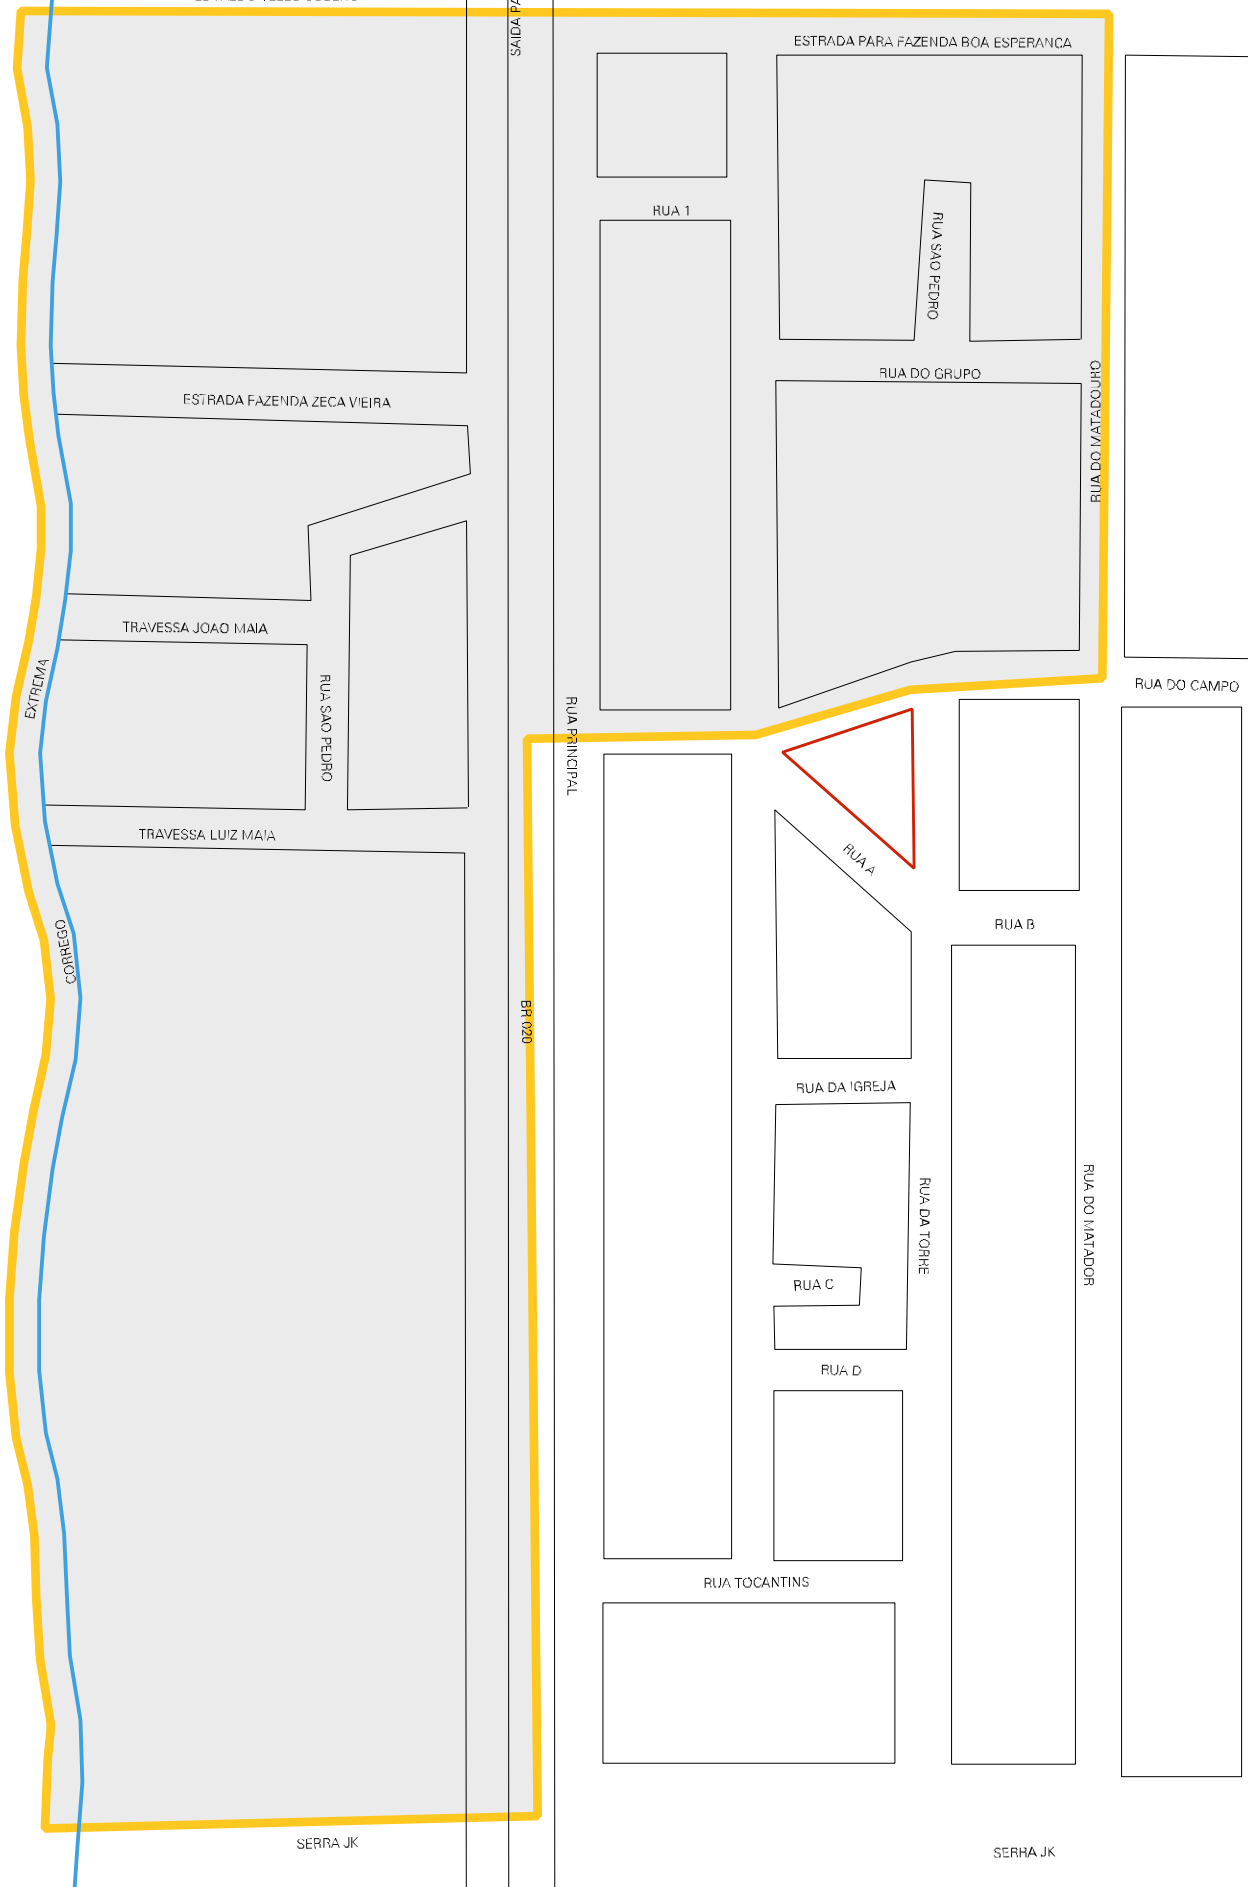 ESTRADA PARA FAZENDA BOA ESPERANCA
RUA 1
RUA SAO PEDRO
RUA DO GRUPO
RUA DO MATADOURO
ESTRADA FAZENDA ZECA VIEIRA
TRAVESSA JOAO MAIA
EXTREMA
RUA SAO PEDRO
RUA PRINCIPAL
RUA DO CAMPO
TRAVESSA LUIZ MAIA
RUA A
RUA B
CORREGO
BR 020
RUA DA IGREJA
RUA DA TORRE
RUA DO MATADOR
RUA C
RUA D
RUA TOCANTINS
SERRA JK
SERRA JK